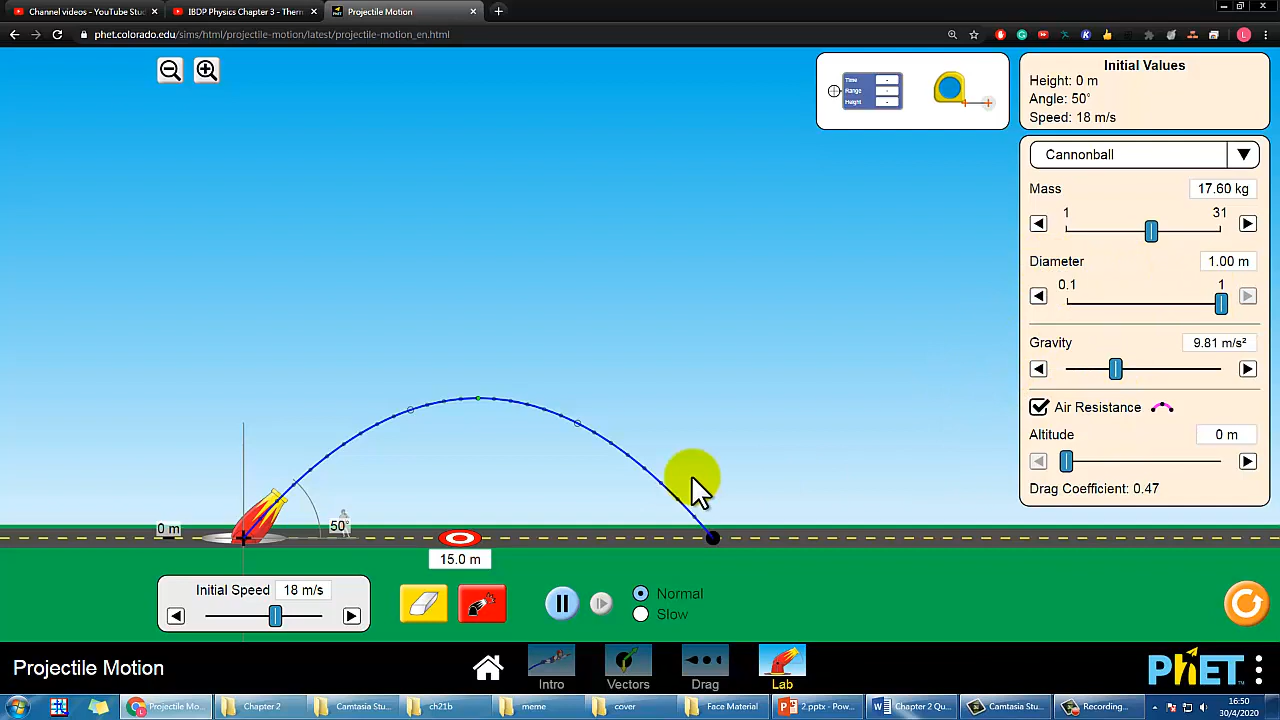 Channel videos - YouTube Stu
IBDP Physics Chapter 3 - Therm
Projectile Motion
phet.colorado.edu/sims/html/projectile-motion/latest/projectile-motion_en.html
Time -
Range -
Height -
Initial Values
Height: 0 m
Angle: 50°
Speed: 18 m/s
Cannonball
Mass 17.60 kg
1 31
Diameter 1.00 m
0.1 1
Gravity 9.81 m/s²
Air Resistance
Altitude 0 m
Drag Coefficient: 0.47
0 m
50°
15.0 m
Initial Speed 18 m/s
Normal
Slow
Projectile Motion
Intro
Vectors
Drag
Lab
PhET
Projectile Mo...
Chapter 2
Camtasia Stu...
ch21b
meme
cover
Face Material
2.pptx - Pow...
Chapter 2 Qu...
Camtasia Stu...
Recording...
16:50
30/4/2020